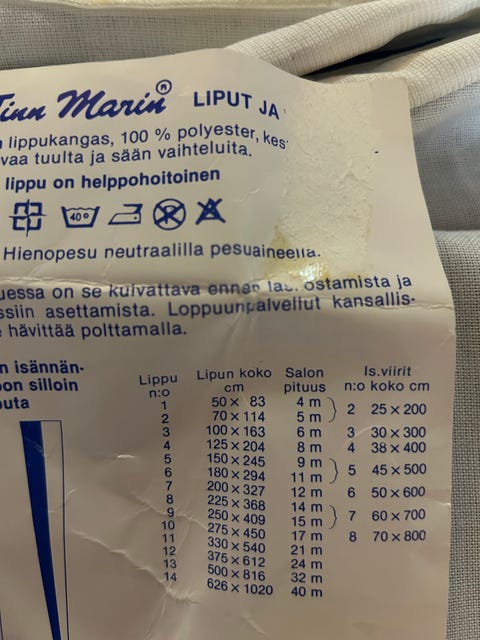 Finn Marin® LIPUT JA
lippukangas, 100 % polyester, kes
vaa tuulta ja sään vaihteluita.
lippu on helppohoitoinen
40°
Hienopesu neutraalilla pesuaineella.
uessa on se kuivattava ennen ostamista ja
ssiin asettamista. Loppuunpalvellut kansallis-
hävittää polttamalla.
n isännän-
oon silloin
outa
Lippu n:o Lipun koko cm Salon pituus Is.viirit n:o koko cm
1 50 × 83 4 m
2 70 × 114 5 m 2 25 × 200
3 100 × 163 6 m 3 30 × 300
4 125 × 204 8 m 4 38 × 400
5 150 × 245 9 m
6 180 × 294 11 m 5 45 × 500
7 200 × 327 12 m 6 50 × 600
8 225 × 368 14 m
9 250 × 409 15 m 7 60 × 700
10 275 × 450 17 m 8 70 × 800
11 330 × 540 21 m
12 375 × 612 24 m
13 500 × 816 32 m
14 626 × 1020 40 m